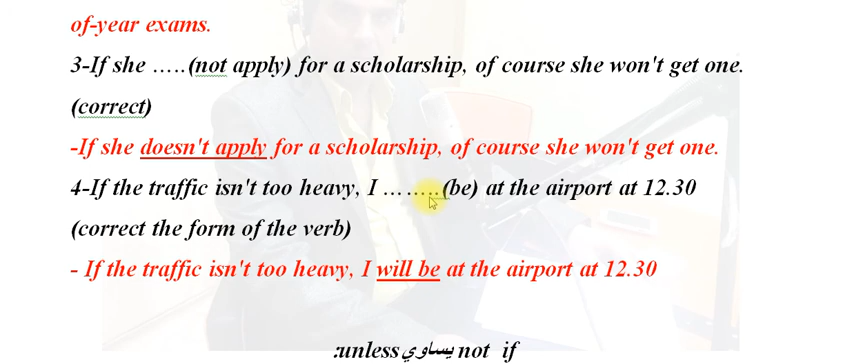 of-year exams.
3-If she …..(not apply) for a scholarship, of course she won't get one.
(correct)
-If she doesn't apply for a scholarship, of course she won't get one.
4-If the traffic isn't too heavy, I ……..(be) at the airport at 12.30
(correct the form of the verb)
- If the traffic isn't too heavy, I will be at the airport at 12.30
:unless يساوي not if